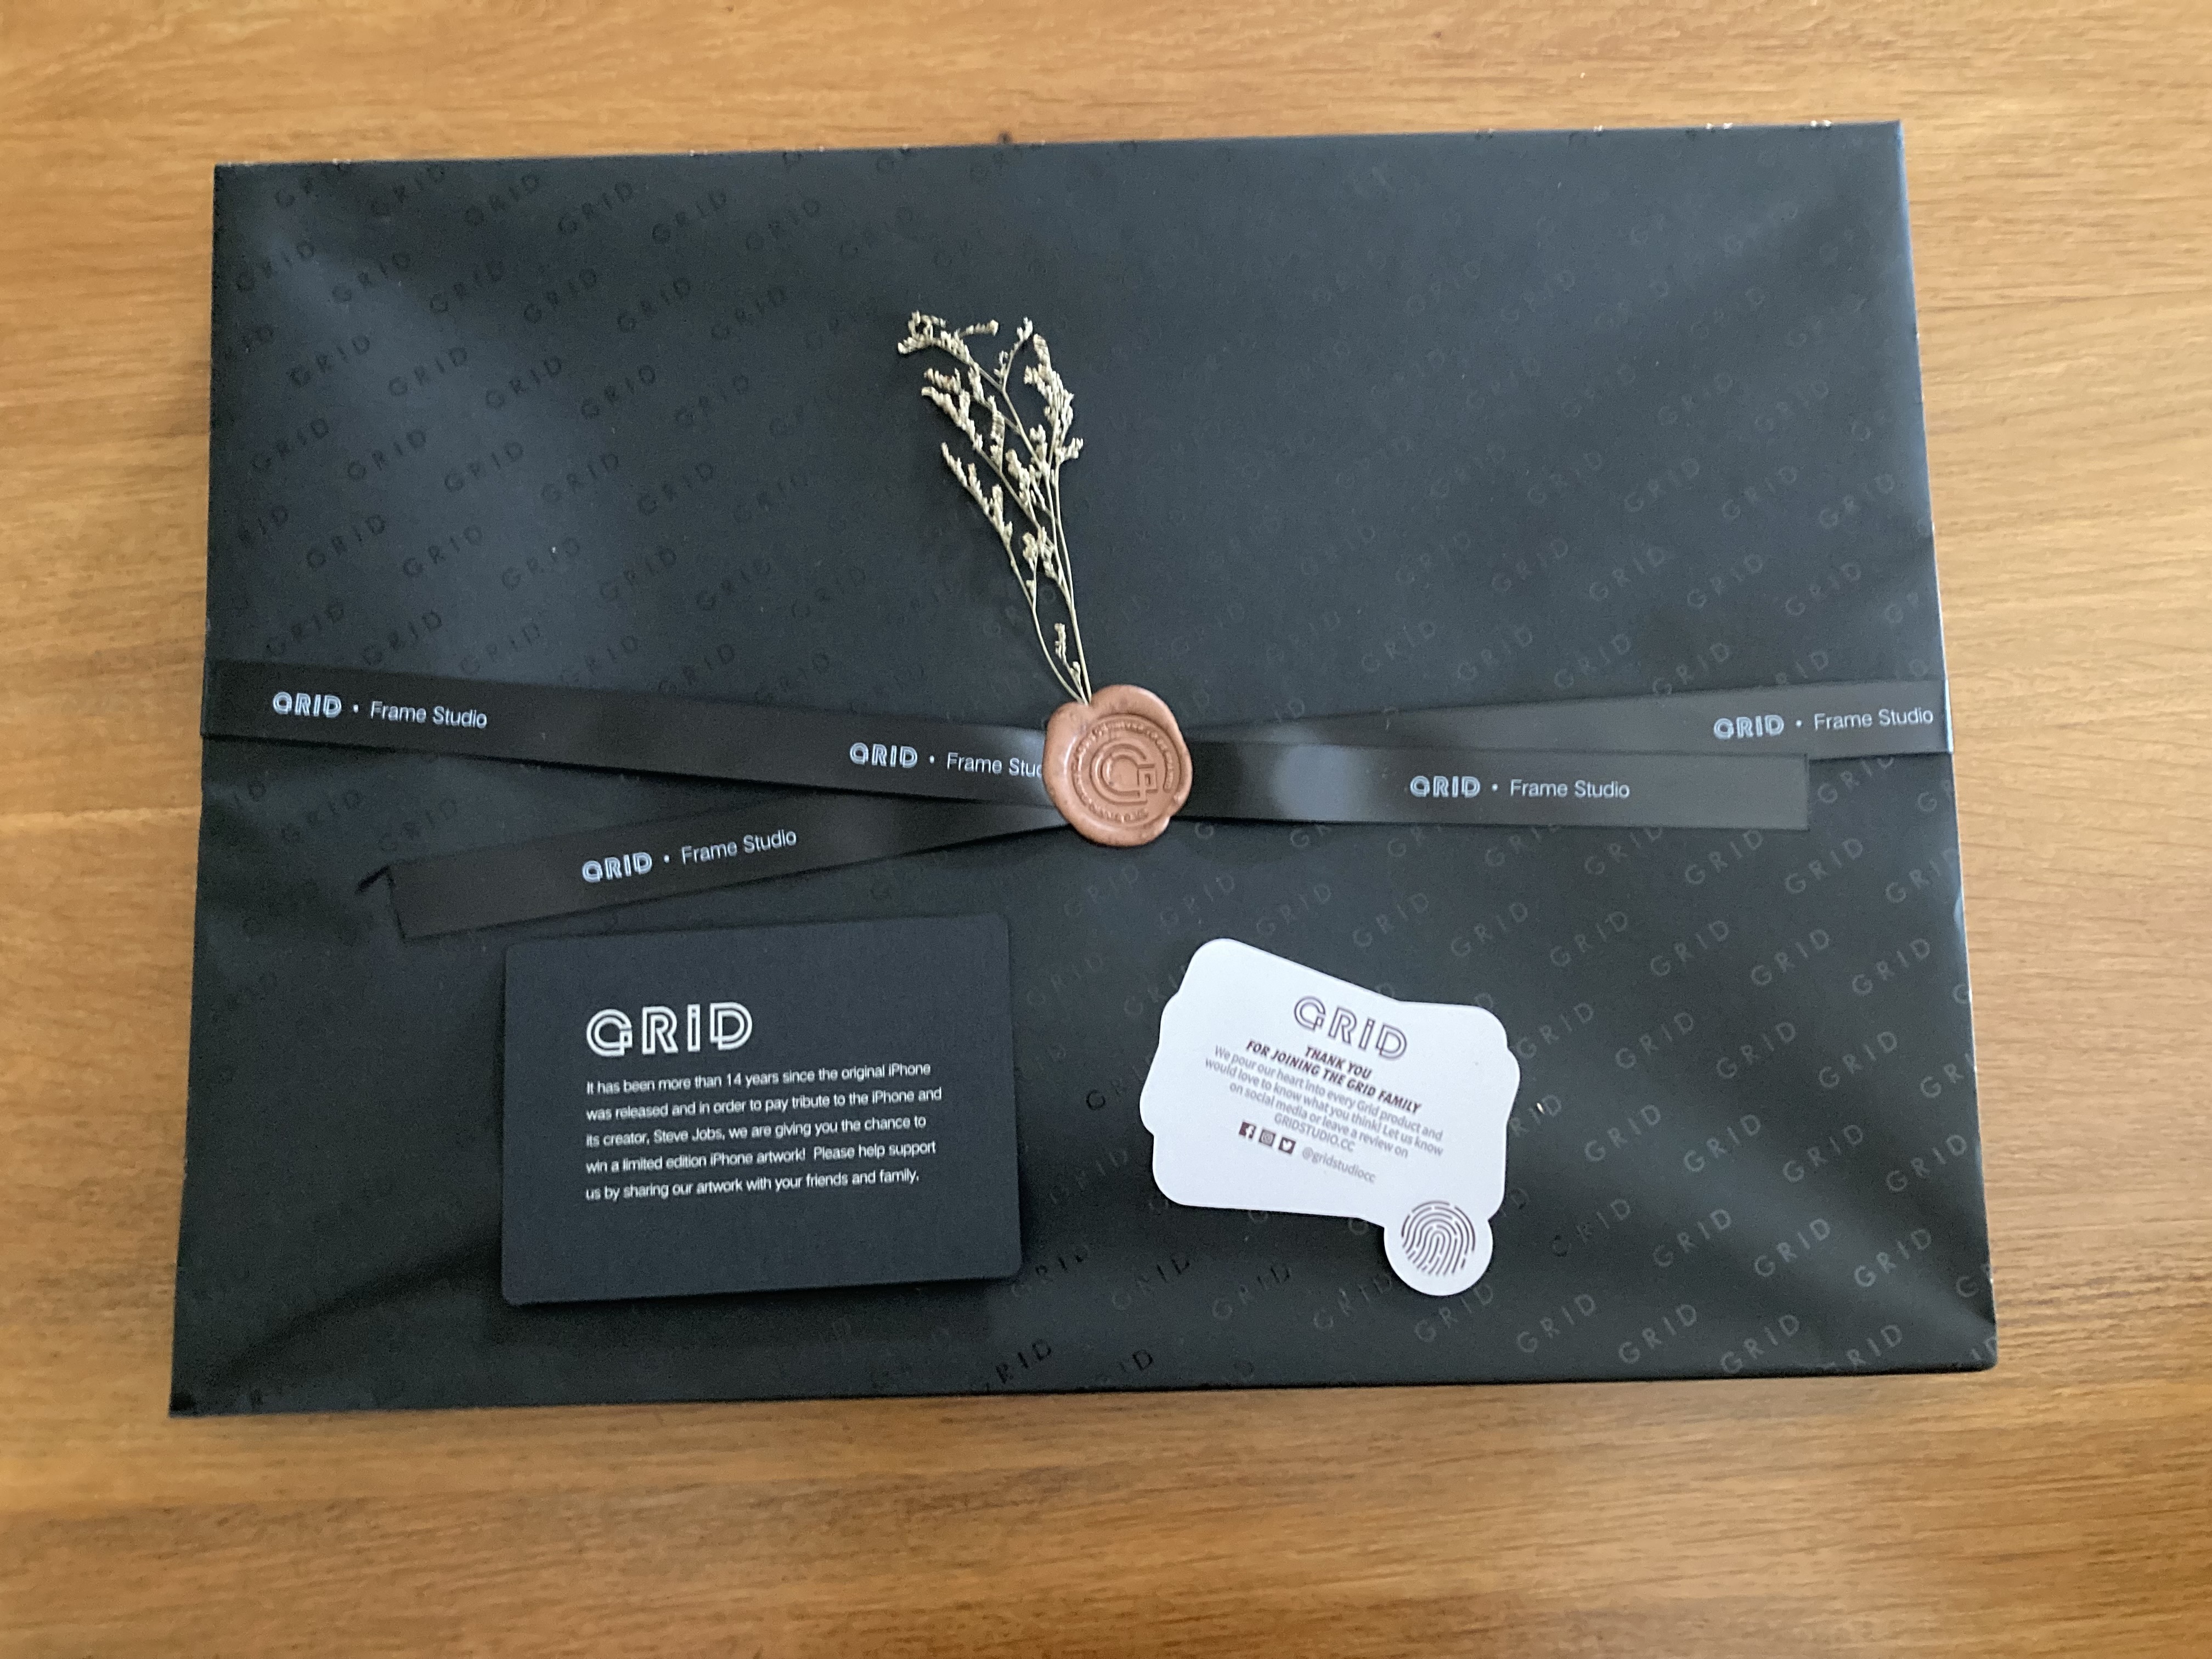 GRID • Frame Studio
GRID • Frame Studio
GRID • Frame
GRID • Frame Studio
GRID • Frame Studio
GRID
It has been more than 14 years since the original iPhone
was released and in order to pay tribute to the iPhone and
its creator, Steve Jobs, we are giving you the chance to
win a limited edition iPhone artwork! Please help support
us by sharing our artwork with your friends and family.
GRID
THANK YOU
FOR JOINING THE GRID FAMILY
We pour our heart into every Grid product and
would love to know what you think! Let us know
on social media or leave a review on
GRIDSTUDIO.CC
@gridstudiocc